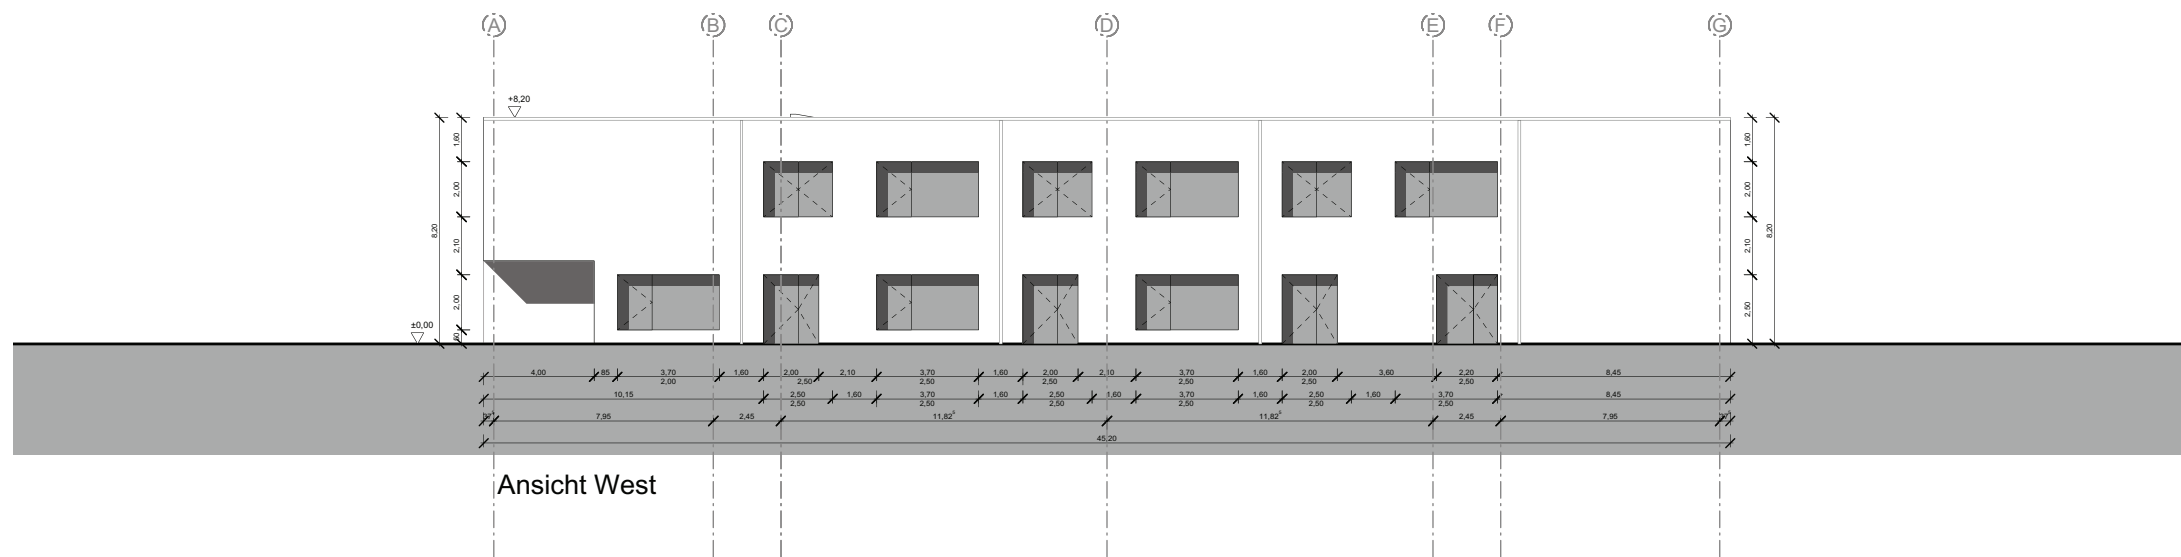 A B C D E F G
+8,20
1,60 1,60
2,00 2,00
8,20 8,20
2,10 2,10
2,00 2,50
±0,00
60
4,00 85 3,70 1,60 2,00 2,10 3,70 1,60 2,00 2,10 3,70 1,60 2,00 3,60 2,20 8,45
2,00 2,50 2,50 2,50 2,50 2,50 2,50
10,15 2,50 1,60 3,70 1,60 2,50 1,60 3,70 1,60 2,50 1,60 3,70 8,45
2,50 2,50 2,50 2,50 2,50 2,50
7,95 2,45 11,82⁵ 11,82⁵ 2,45 7,95
45,20
Ansicht West